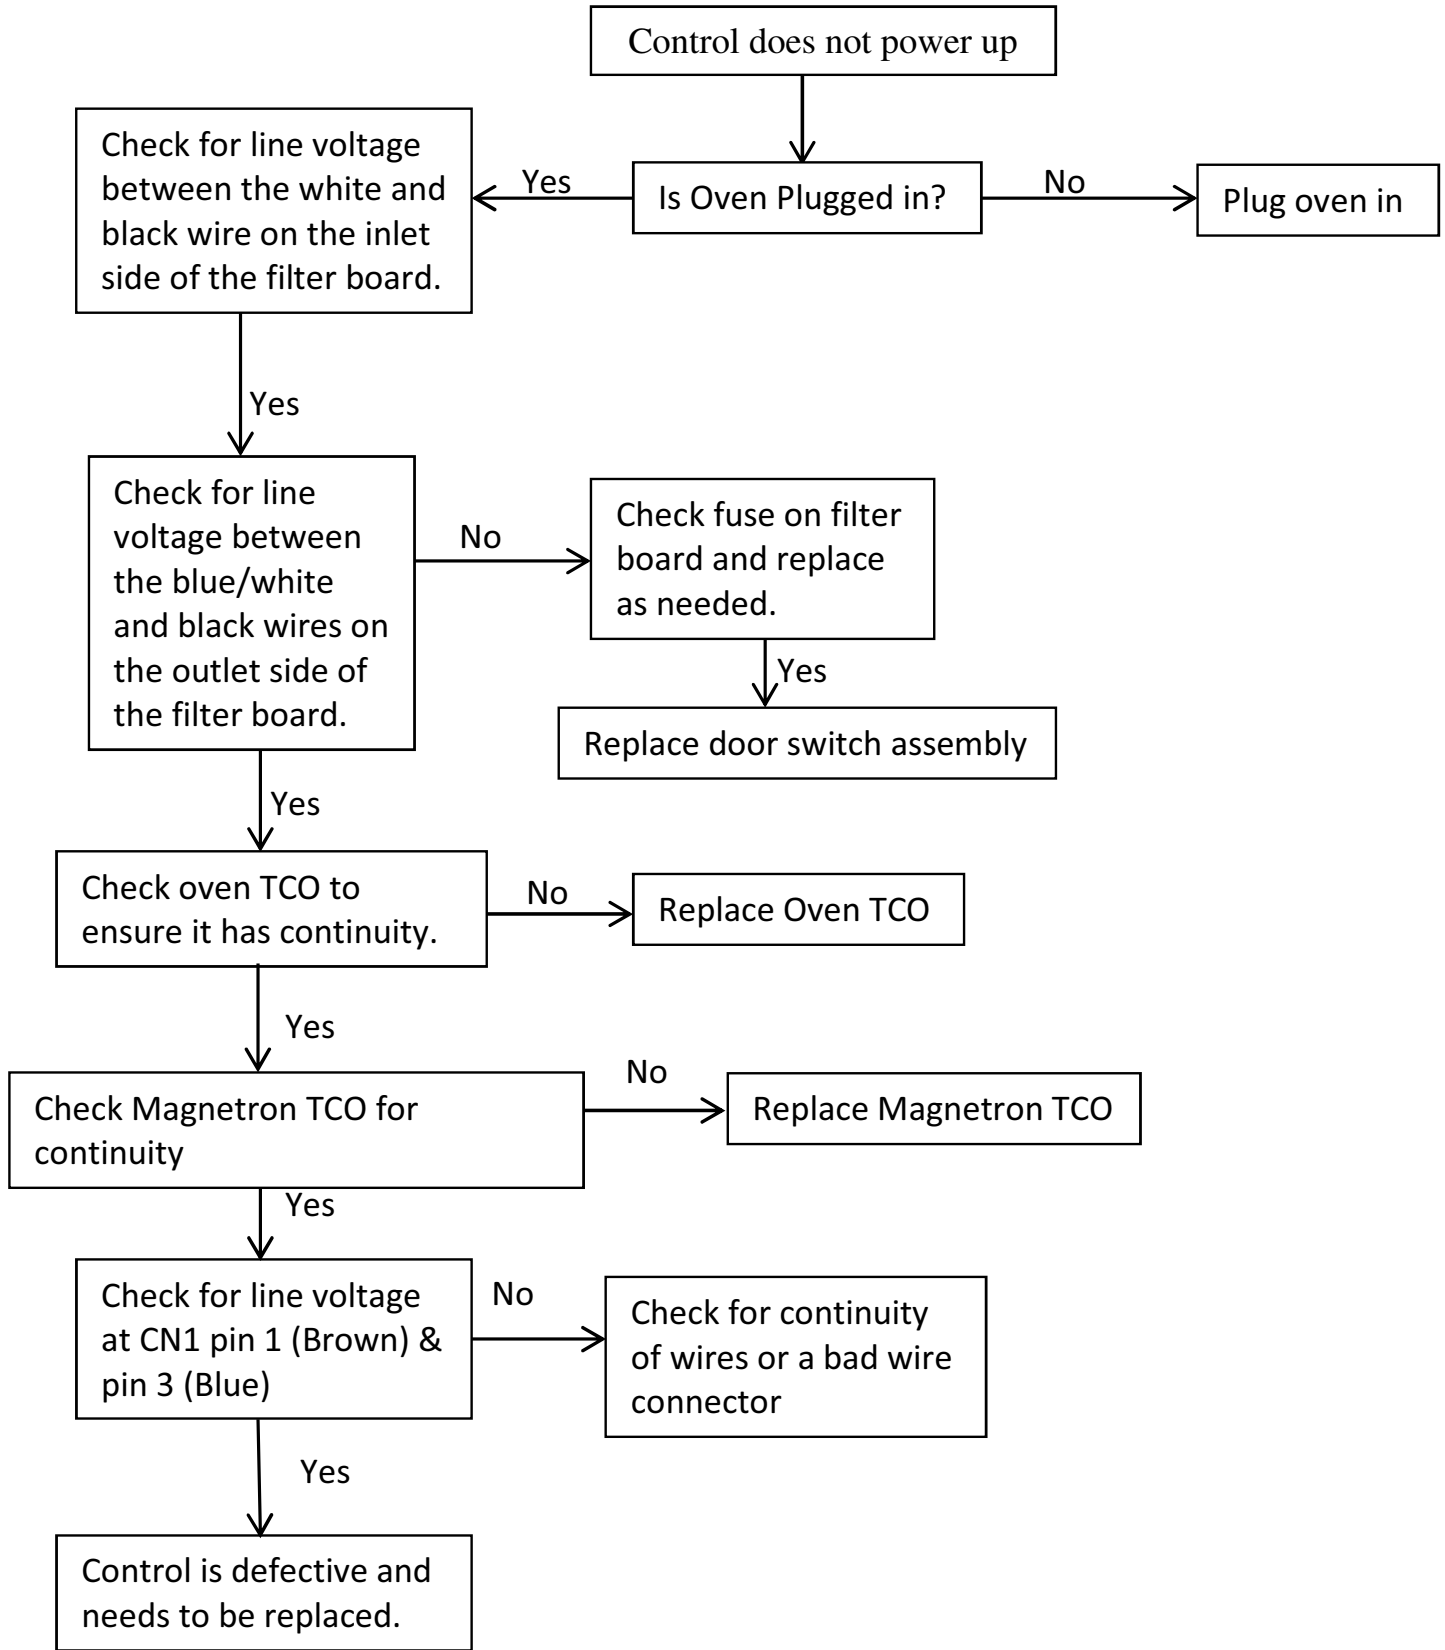 Control does not power up
Is Oven Plugged in?
No
Plug oven in
Yes
Check for line voltage
between the white and
black wire on the inlet
side of the filter board.
Yes
Check for line
voltage between
the blue/white
and black wires on
the outlet side of
the filter board.
No
Check fuse on filter
board and replace
as needed.
Yes
Replace door switch assembly
Yes
Check oven TCO to
ensure it has continuity.
No
Replace Oven TCO
Yes
Check Magnetron TCO for
continuity
No
Replace Magnetron TCO
Yes
Check for line voltage
at CN1 pin 1 (Brown) &
pin 3 (Blue)
No
Check for continuity
of wires or a bad wire
connector
Yes
Control is defective and
needs to be replaced.